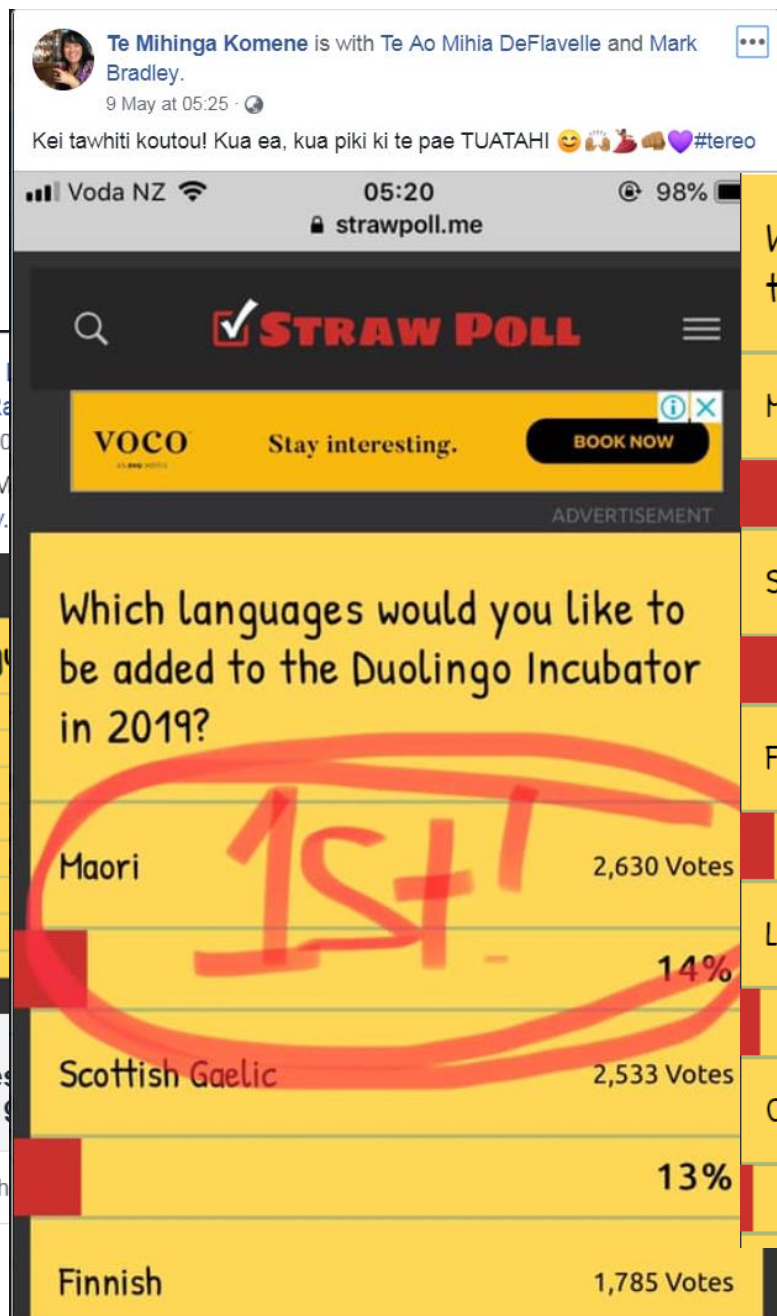 Te Mihinga Komene is with Te Ao Mihia DeFlavelle and Mark
Bradley.
9 May at 05:25
Kei tawhiti koutou! Kua ea, kua piki ki te pae TUATAHI 😊🙌💃👊💜#tereo
Voda NZ 05:20 98%
strawpoll.me
STRAW POLL
VOCO Stay interesting. BOOK NOW
ADVERTISEMENT
Which languages would you like to
be added to the Duolingo Incubator
in 2019?
1st!
Maori 2,630 Votes
14%
Scottish Gaelic 2,533 Votes
13%
Finnish 1,785 Votes